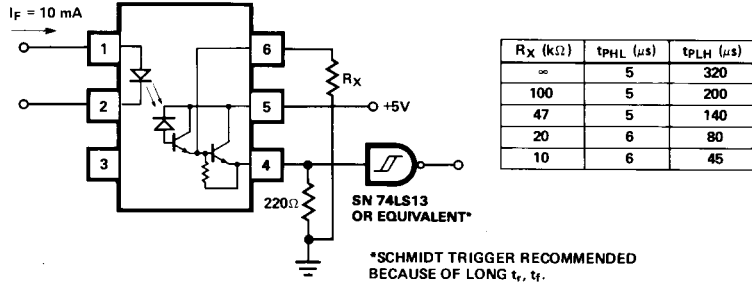 I_F = 10 mA
1
2
3
6
5
4
R_X
+5V
220Ω
SN 74LS13
OR EQUIVALENT*
*SCHMIDT TRIGGER RECOMMENDED
BECAUSE OF LONG t_r, t_f.
R_X (kΩ) t_PHL (μs) t_PLH (μs)
∞ 5 320
100 5 200
47 5 140
20 6 80
10 6 45